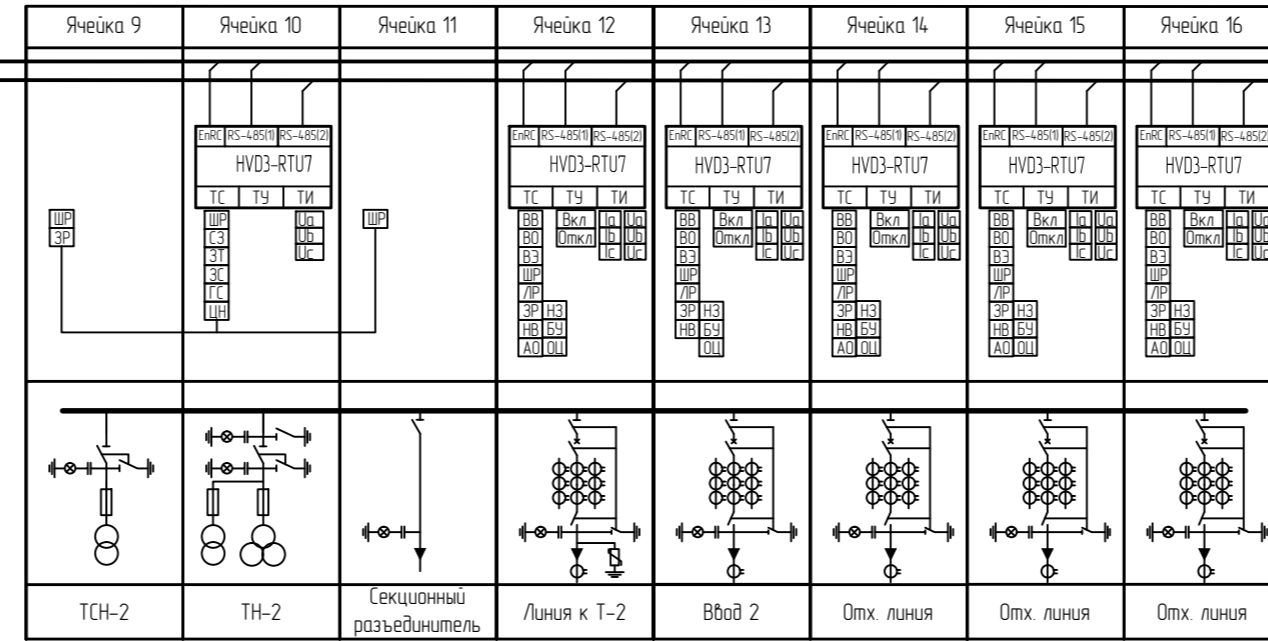 Ячейка 9 Ячейка 10 Ячейка 11 Ячейка 12 Ячейка 13 Ячейка 14 Ячейка 15 Ячейка 16
EnRC RS-485(1) RS-485(2) EnRC RS-485(1) RS-485(2) EnRC RS-485(1) RS-485(2) EnRC RS-485(1) RS-485(2) EnRC RS-485(1) RS-485(2) EnRC RS-485(1) RS-485(2)
HVD3-RTU7 HVD3-RTU7 HVD3-RTU7 HVD3-RTU7 HVD3-RTU7 HVD3-RTU7
ТС ТУ ТИ ТС ТУ ТИ ТС ТУ ТИ ТС ТУ ТИ ТС ТУ ТИ ТС ТУ ТИ
ШР ШР Ua ШР ВВ Вкл Ia Ua ВВ Вкл Ia Ua ВВ Вкл Ia Ua ВВ Вкл Ia Ua ВВ Вкл Ia Ua
ЗР СЗ Ub ВО Откл Ib Ub ВО Откл Ib Ub ВО Откл Ib Ub ВО Откл Ib Ub ВО Откл Ib Ub
ЗТ Uc ВЭ Ic Uc ВЭ Ic Uc ВЭ Ic Uc ВЭ Ic Uc ВЭ Ic Uc
ЗС ШР ШР ШР ШР ШР
ГС ЛР ЛР ЛР ЛР ЛР
ЦН ЗР НЗ ЗР НЗ ЗР НЗ ЗР НЗ ЗР НЗ
НВ БУ НВ БУ НВ БУ НВ БУ НВ БУ
АО ОЦ ОЦ АО ОЦ АО ОЦ АО ОЦ
ТСН-2 ТН-2 Секционный Линия к Т-2 Ввод 2 Отх. линия Отх. линия Отх. линия
разъединитель